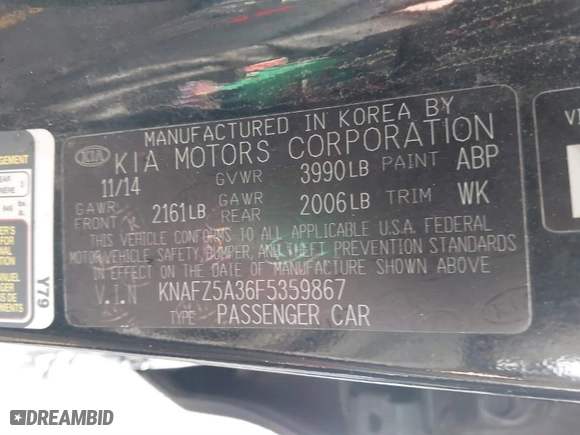 MANUFACTURED IN KOREA BY
KIA KIA MOTORS CORPORATION
11/14 GVWR 3990LB PAINT ABP
GAWR FRONT 2161LB GAWR REAR 2006LB TRIM WK
THIS VEHICLE CONFORMS TO ALL APPLICABLE U.S.A. FEDERAL
MOTOR VEHICLE SAFETY, BUMPER, AND THEFT PREVENTION STANDARDS
IN EFFECT ON THE DATE OF MANUFACTURE SHOWN ABOVE
V.I.N KNAFZ5A36F5359867
TYPE PASSENGER CAR
Y79
DREAMBID